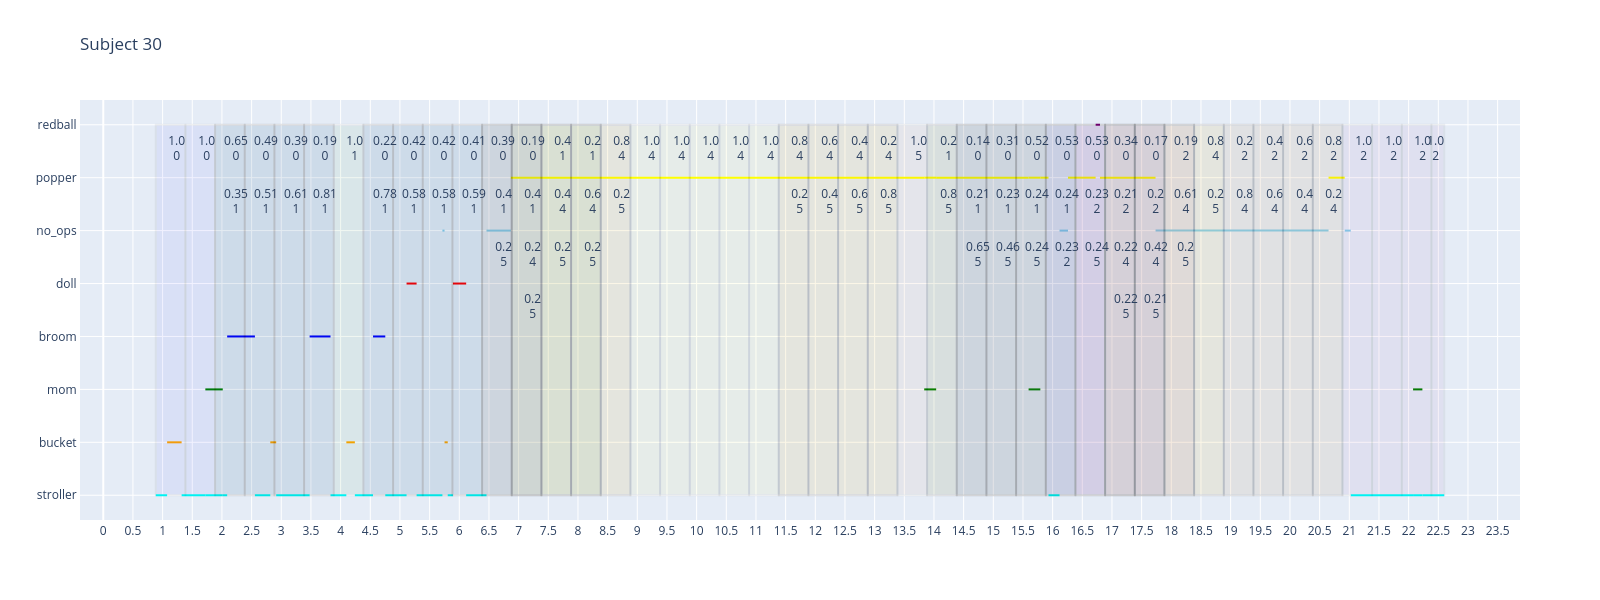 Subject 30
redball
1.0 1.0 0.65 0.49 0.39 0.19 1.0 0.22 0.42 0.42 0.41 0.39 0.19 0.4 0.2 0.8 1.0 1.0 1.0 1.0 1.0 0.8 0.6 0.4 0.2 1.0 0.2 0.14 0.31 0.52 0.53 0.53 0.34 0.17 0.19 0.8 0.2 0.4 0.6 0.8 1.0 1.0 1.0 1.0
0 0 0 0 0 0 1 0 0 0 0 0 0 1 1 4 4 4 4 4 4 4 4 4 4 5 1 0 0 0 0 0 0 0 2 4 2 2 2 2 2 2 2 2
popper
0.35 0.51 0.61 0.81 0.78 0.58 0.58 0.59 0.4 0.4 0.4 0.6 0.2 0.2 0.4 0.6 0.8 0.8 0.21 0.23 0.24 0.24 0.23 0.21 0.2 0.61 0.2 0.8 0.6 0.4 0.2
1 1 1 1 1 1 1 1 1 1 4 4 5 5 5 5 5 5 1 1 1 1 2 2 2 4 5 4 4 4 4
no_ops
0.2 0.2 0.2 0.2 0.65 0.46 0.24 0.23 0.24 0.22 0.42 0.2
5 4 5 5 5 5 5 2 5 4 4 5
doll
0.2 0.22 0.21
5 5 5
broom
mom
bucket
stroller
0 0.5 1 1.5 2 2.5 3 3.5 4 4.5 5 5.5 6 6.5 7 7.5 8 8.5 9 9.5 10 10.5 11 11.5 12 12.5 13 13.5 14 14.5 15 15.5 16 16.5 17 17.5 18 18.5 19 19.5 20 20.5 21 21.5 22 22.5 23 23.5